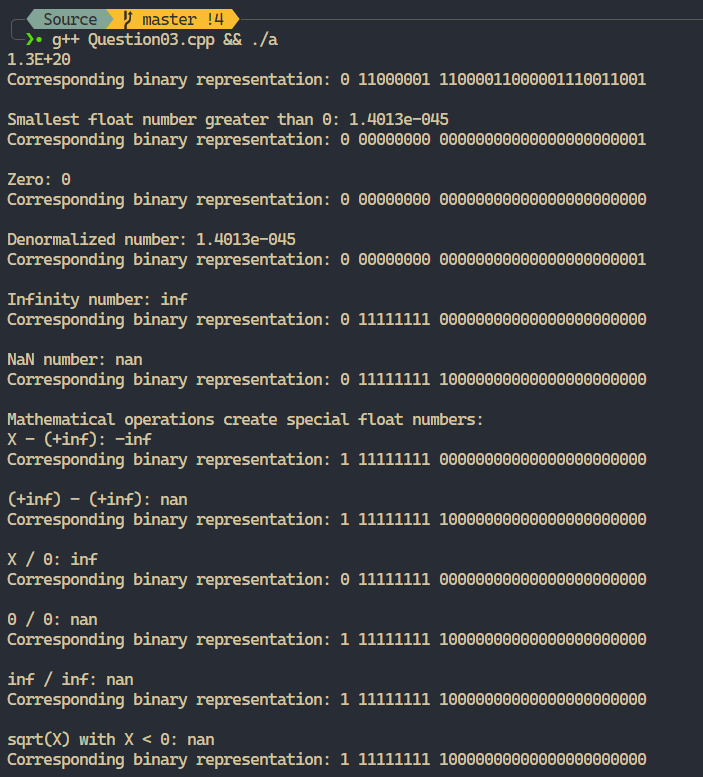 Source master !4
g++ Question03.cpp && ./a
1.3E+20
Corresponding binary representation: 0 11000001 11000011000001110011001

Smallest float number greater than 0: 1.4013e-045
Corresponding binary representation: 0 00000000 00000000000000000000001

Zero: 0
Corresponding binary representation: 0 00000000 00000000000000000000000

Denormalized number: 1.4013e-045
Corresponding binary representation: 0 00000000 00000000000000000000001

Infinity number: inf
Corresponding binary representation: 0 11111111 00000000000000000000000

NaN number: nan
Corresponding binary representation: 0 11111111 10000000000000000000000

Mathematical operations create special float numbers:
X - (+inf): -inf
Corresponding binary representation: 1 11111111 00000000000000000000000

(+inf) - (+inf): nan
Corresponding binary representation: 1 11111111 10000000000000000000000

X / 0: inf
Corresponding binary representation: 0 11111111 00000000000000000000000

0 / 0: nan
Corresponding binary representation: 1 11111111 10000000000000000000000

inf / inf: nan
Corresponding binary representation: 1 11111111 10000000000000000000000

sqrt(X) with X < 0: nan
Corresponding binary representation: 1 11111111 10000000000000000000000